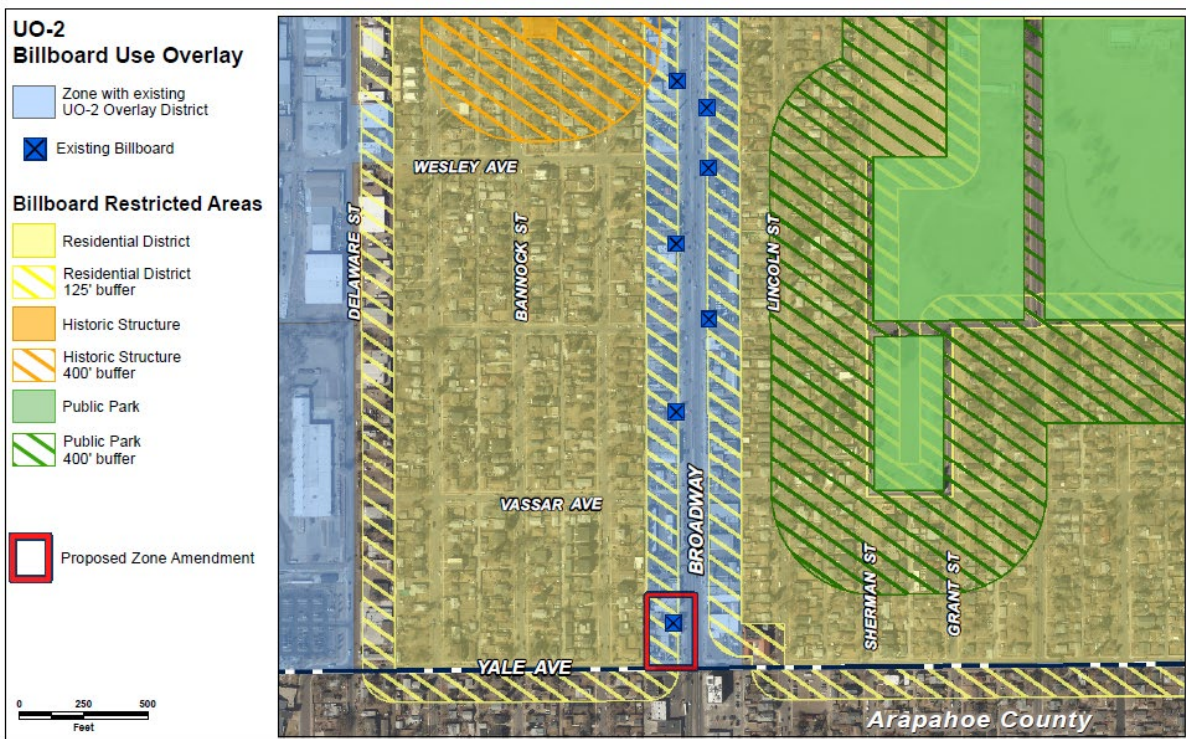 UO-2
Billboard Use Overlay
Zone with existing
UO-2 Overlay District
Existing Billboard
Billboard Restricted Areas
Residential District
Residential District
125' buffer
Historic Structure
Historic Structure
400' buffer
Public Park
Public Park
400' buffer
Proposed Zone Amendment
0 250 500
Feet
WESLEY AVE
DELAWARE ST
BANNOCK ST
LINCOLN ST
VASSAR AVE
BROADWAY
SHERMAN ST
GRANT ST
YALE AVE
Arapahoe County